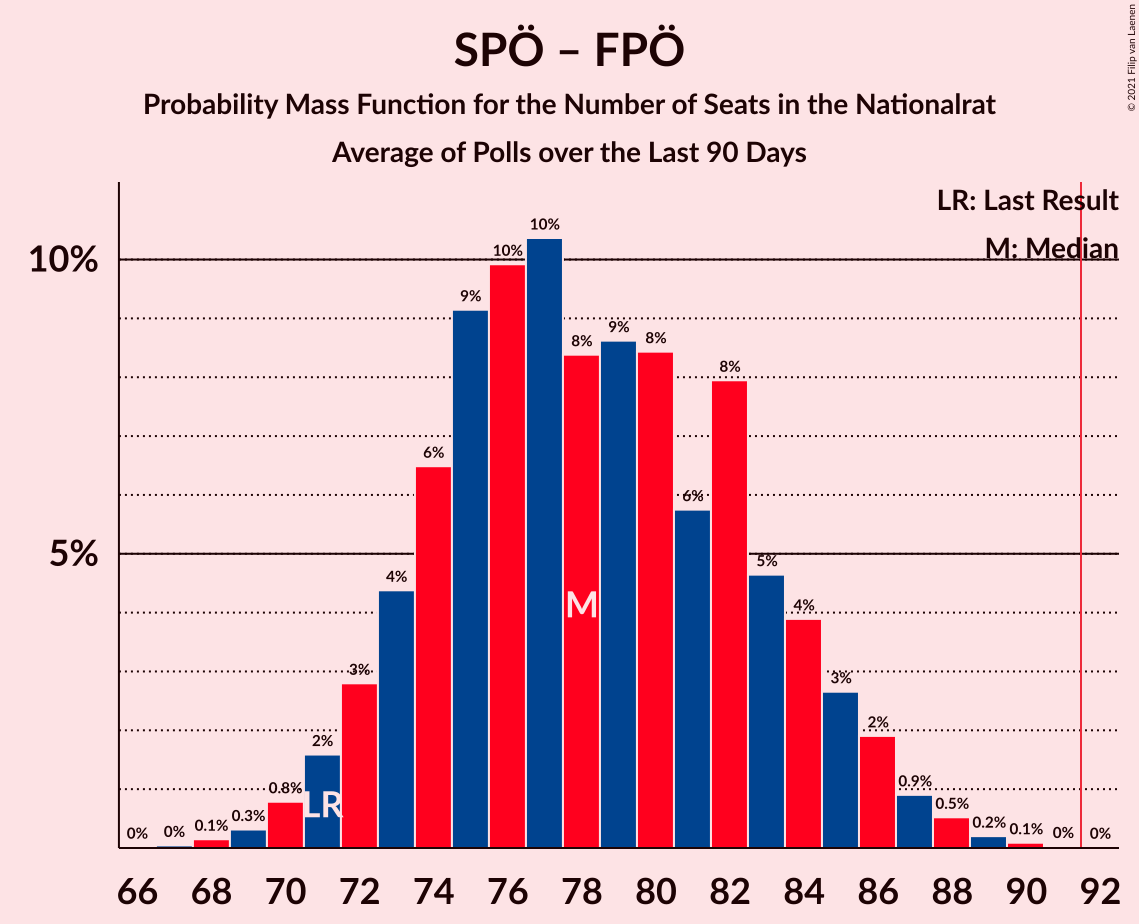 SPÖ – FPÖ
Probability Mass Function for the Number of Seats in the Nationalrat
Average of Polls over the Last 90 Days
© 2021 Filip van Laenen
LR: Last Result
M: Median
10%
5%
0% 0% 0.1% 0.3% 0.8% 2% 3% 4% 6% 9% 10% 10% 8% 9% 8% 6% 8% 5% 4% 3% 2% 0.9% 0.5% 0.2% 0.1% 0% 0%
LR
M
66 68 70 72 74 76 78 80 82 84 86 88 90 92